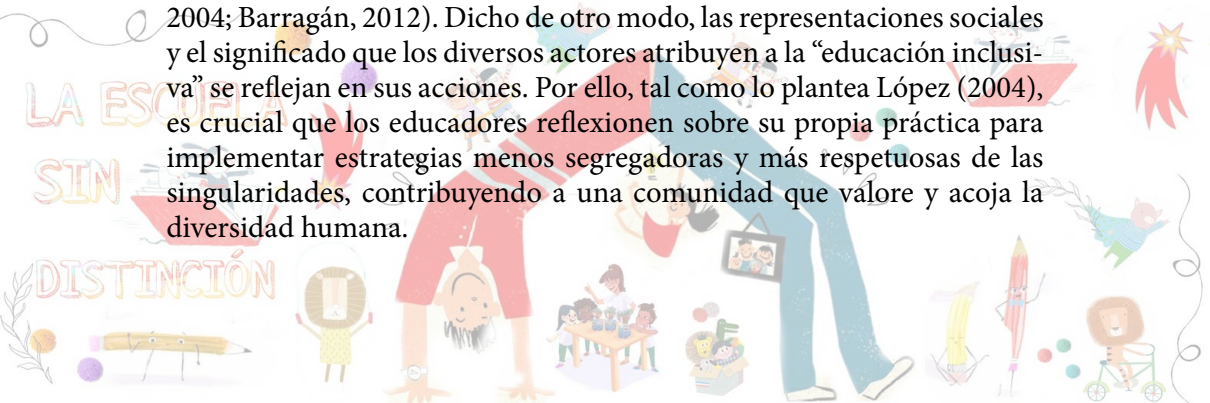 2004; Barragán, 2012). Dicho de otro modo, las representaciones sociales
y el significado que los diversos actores atribuyen a la “educación inclusi-
va” se reflejan en sus acciones. Por ello, tal como lo plantea López (2004),
es crucial que los educadores reflexionen sobre su propia práctica para
implementar estrategias menos segregadoras y más respetuosas de las
singularidades, contribuyendo a una comunidad que valore y acoja la
diversidad humana.
LA ESCUELA
SIN
DISTINCIÓN